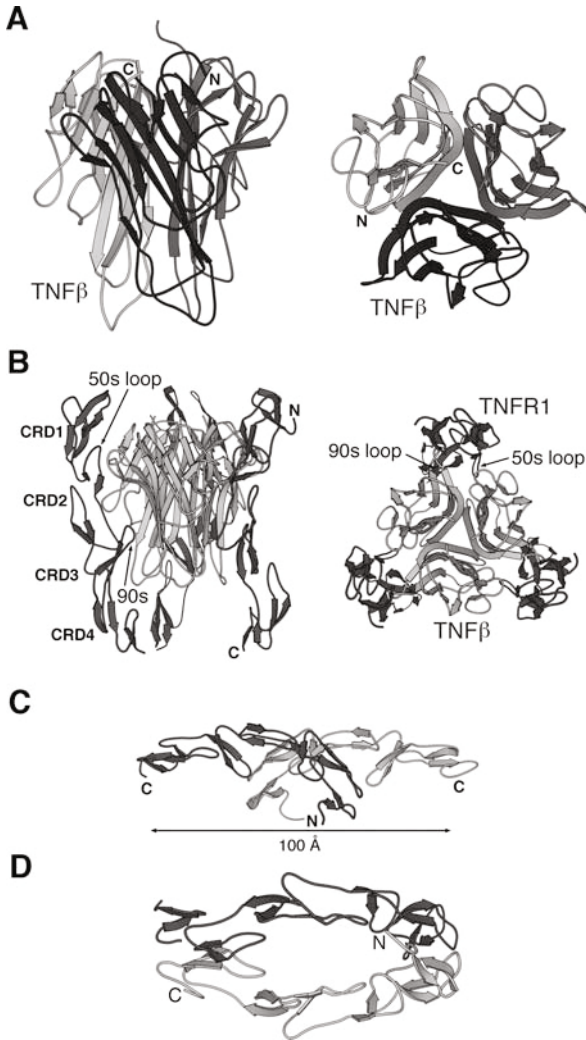 A
C
N
TNFβ
C
N
TNFβ
B
50s loop
CRD1
N
CRD2
CRD3
90s
CRD4
C
TNFR1
90s loop
50s loop
TNFβ
C
C
N
C
100 Å
D
N
C